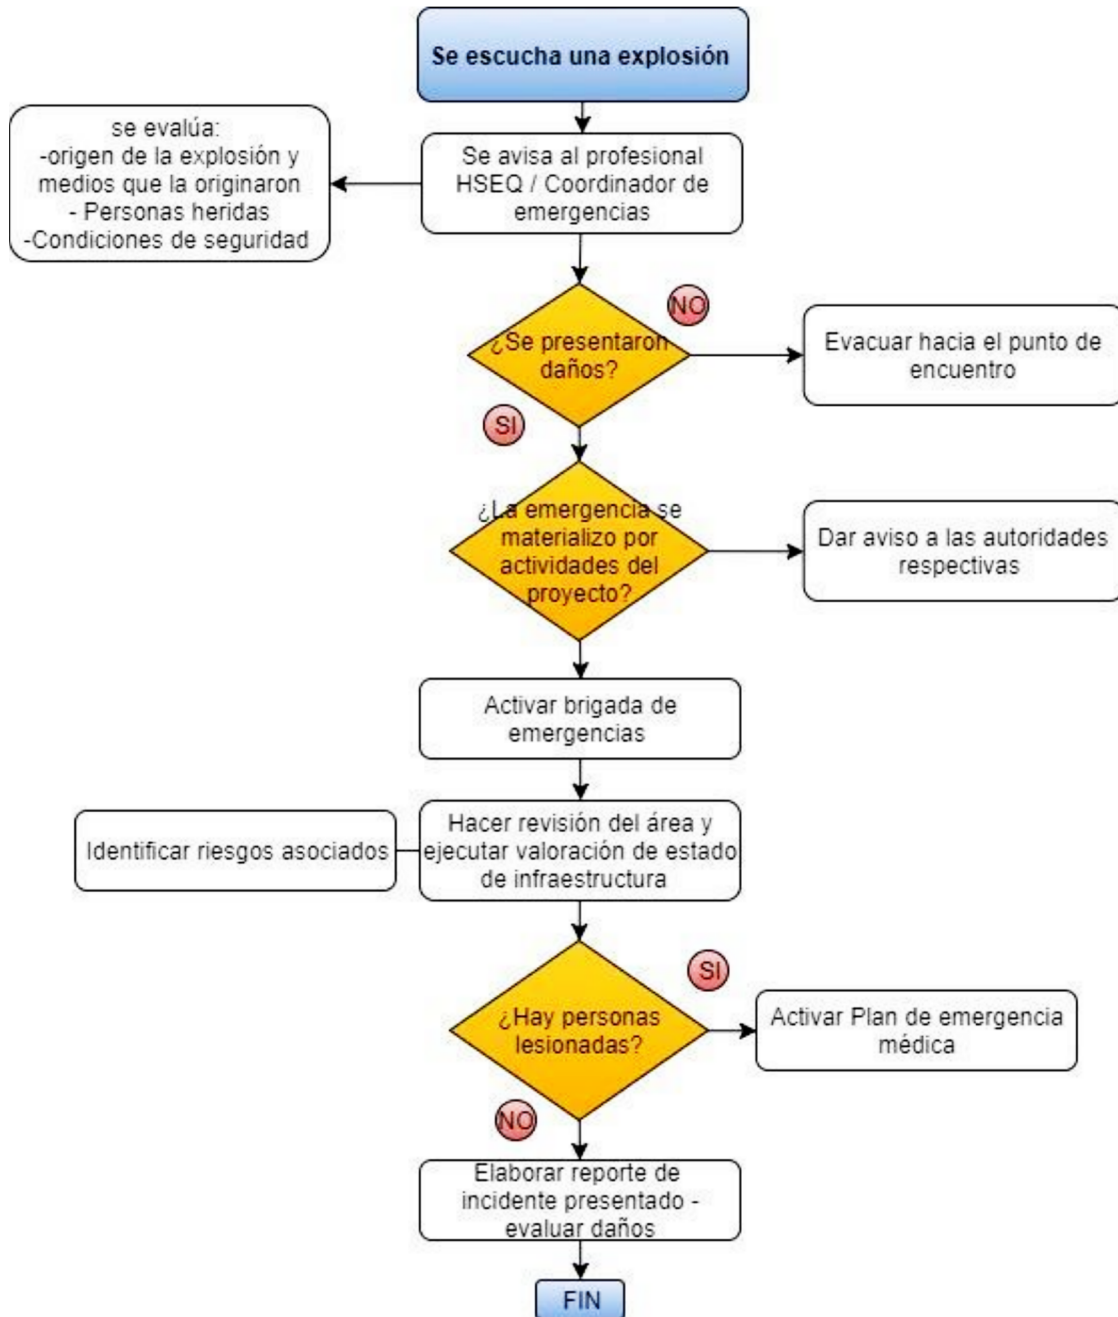 Se escucha una explosión
se evalúa:
-origen de la explosión y
medios que la originaron
- Personas heridas
-Condiciones de seguridad
Se avisa al profesional
HSEQ / Coordinador de
emergencias
NO
¿Se presentaron
daños?
Evacuar hacia el punto de
encuentro
SI
¿La emergencia se
materializo por
actividades del
proyecto?
Dar aviso a las autoridades
respectivas
Activar brigada de
emergencias
Identificar riesgos asociados
Hacer revisión del área y
ejecutar valoración de estado
de infraestructura
SI
¿Hay personas
lesionadas?
Activar Plan de emergencia
médica
NO
Elaborar reporte de
incidente presentado -
evaluar daños
FIN